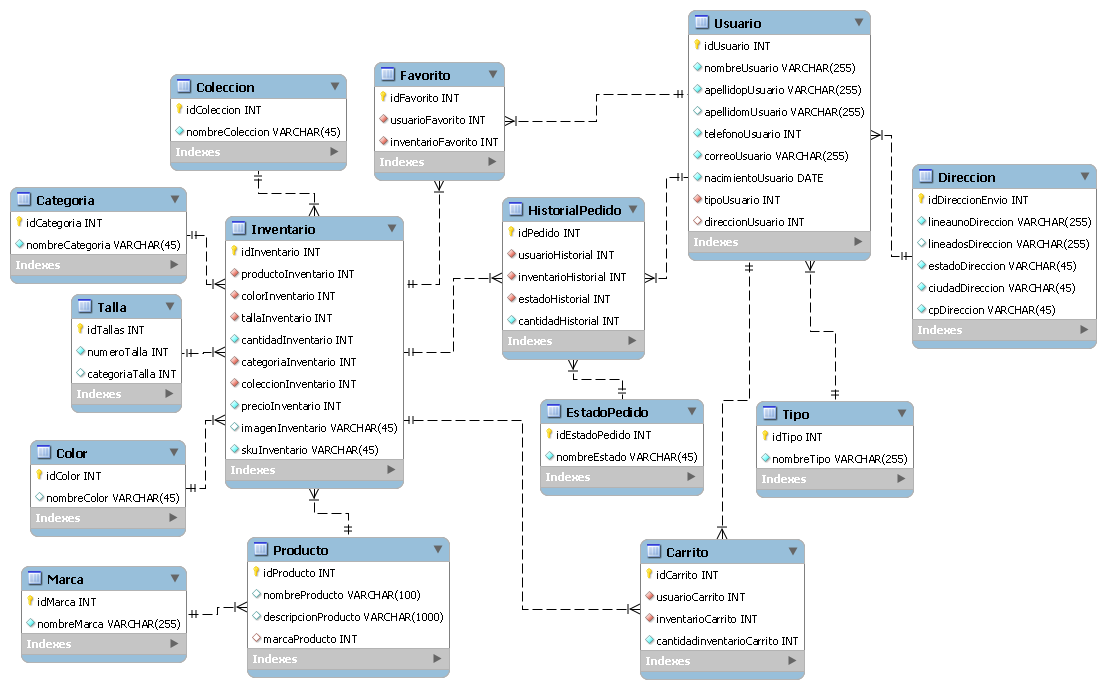 Usuario
idUsuario INT
nombreUsuario VARCHAR(255)
apellidopUsuario VARCHAR(255)
apellidomUsuario VARCHAR(255)
telefonoUsuario INT
correoUsuario VARCHAR(255)
nacimientoUsuario DATE
tipoUsuario INT
direccionUsuario INT
Indexes
Favorito
idFavorito INT
usuarioFavorito INT
inventarioFavorito INT
Indexes
Coleccion
idColeccion INT
nombreColeccion VARCHAR(45)
Indexes
Direccion
idDireccionEnvio INT
lineaunoDireccion VARCHAR(255)
lineadosDireccion VARCHAR(255)
estadoDireccion VARCHAR(45)
ciudadDireccion VARCHAR(45)
cpDireccion VARCHAR(45)
Indexes
Categoria
idCategoria INT
nombreCategoria VARCHAR(45)
Indexes
HistorialPedido
idPedido INT
usuarioHistorial INT
inventarioHistorial INT
estadoHistorial INT
cantidadHistorial INT
Indexes
Inventario
idInventario INT
productoInventario INT
colorInventario INT
tallaInventario INT
cantidadInventario INT
categoriaInventario INT
coleccionInventario INT
precioInventario INT
imagenInventario VARCHAR(45)
skuInventario VARCHAR(45)
Indexes
Talla
idTallas INT
numeroTalla INT
categoriaTalla INT
Indexes
EstadoPedido
idEstadoPedido INT
nombreEstado VARCHAR(45)
Indexes
Tipo
idTipo INT
nombreTipo VARCHAR(255)
Indexes
Color
idColor INT
nombreColor VARCHAR(45)
Indexes
Producto
idProducto INT
nombreProducto VARCHAR(100)
descripcionProducto VARCHAR(1000)
marcaProducto INT
Indexes
Carrito
idCarrito INT
usuarioCarrito INT
inventarioCarrito INT
cantidadinventarioCarrito INT
Indexes
Marca
idMarca INT
nombreMarca VARCHAR(255)
Indexes